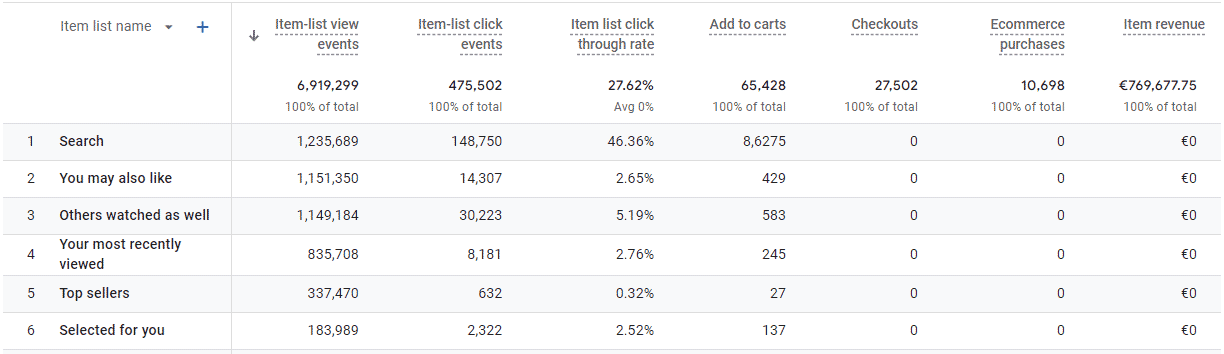 Item list name Item-list view events Item-list click events Item list click through rate Add to carts Checkouts Ecommerce purchases Item revenue
6,919,299 475,502 27.62% 65,428 27,502 10,698 €769,677.75
100% of total 100% of total Avg 0% 100% of total 100% of total 100% of total 100% of total
1 Search 1,235,689 148,750 46.36% 8,6275 0 0 €0
2 You may also like 1,151,350 14,307 2.65% 429 0 0 €0
3 Others watched as well 1,149,184 30,223 5.19% 583 0 0 €0
4 Your most recently viewed 835,708 8,181 2.76% 245 0 0 €0
5 Top sellers 337,470 632 0.32% 27 0 0 €0
6 Selected for you 183,989 2,322 2.52% 137 0 0 €0